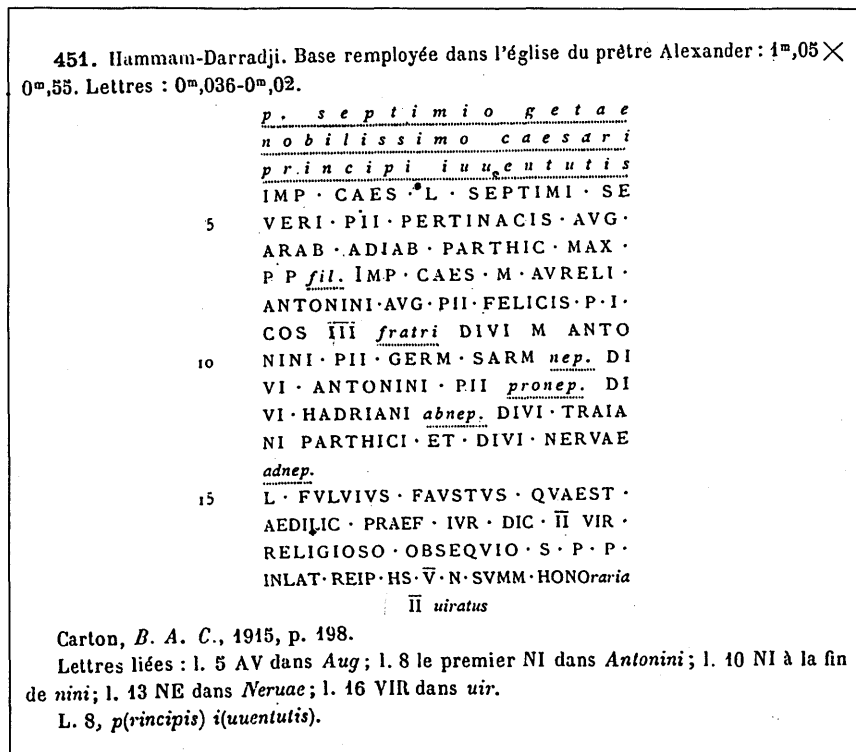 451. Hammam-Darradji. Base remployée dans l'église du prêtre Alexander : 1ᵐ,05 ×
0ᵐ,55. Lettres : 0ᵐ,036-0ᵐ,02.
p. septimio getae
nobilissimo caesari
principi iuuentutis
IMP · CAES · L · SEPTIMI · SE
5 VERI · PII · PERTINACIS · AVG ·
ARAB · ADIAB · PARTHIC · MAX ·
P P fil. IMP · CAES · M · AVRELI ·
ANTONINI · AVG · PII · FELICIS · P · I ·
COS I̅I̅I̅ fratri DIVI M ANTO
10 NINI · PII · GERM · SARM nep. DI
VI · ANTONINI · PII pronep. DI
VI · HADRIANI abnep. DIVI · TRAIA
NI PARTHICI · ET · DIVI · NERVAE
adnep.
15 L · FVLVIVS · FAVSTVS · QVAEST ·
AEDILIC · PRAEF · IVR · DIC · I̅I̅ VIR ·
RELIGIOSO · OBSEQVIO · S · P · P ·
INLAT · REIP · HS · V̅ · N · SVMM · HONOraria
I̅I̅ uiratus
Carton, B. A. C., 1915, p. 198.
Lettres liées : l. 5 AV dans Aug ; l. 8 le premier NI dans Antonini ; l. 10 NI à la fin
de nini ; l. 13 NE dans Neruae ; l. 16 VIR dans uir.
L. 8, p(rincipis) i(uuentutis).